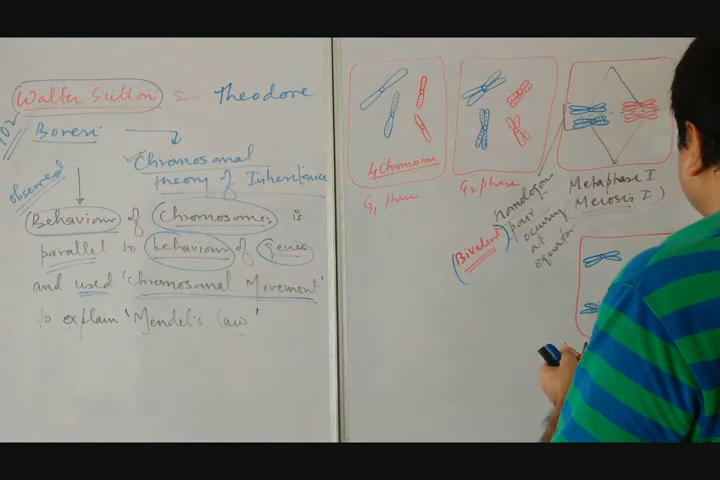 Walter Sutton & Theodore
1902
Boveri
Chromosomal
theory of Inheritance
observed
Behaviour of Chromosomes is
parallel to behaviour of genes
and used 'Chromosomal Movement'
to explain 'Mendel's law'
4 Chromosome
G1 phase
G2 phase
Metaphase I
Meiosis I)
homologous
pair
occuring
at
equator
(Bivalent)